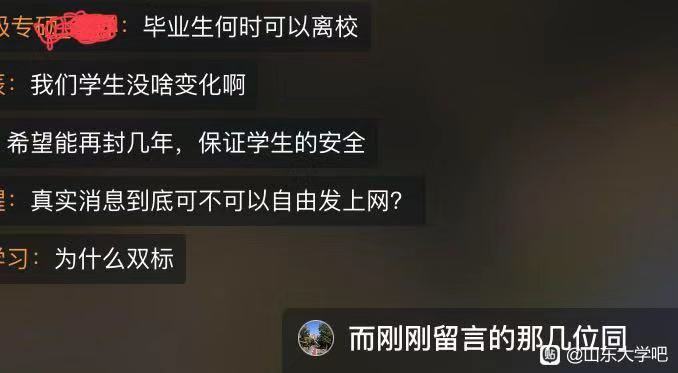 级专硕：毕业生何时可以离校
：我们学生没啥变化啊
希望能再封几年，保证学生的安全
：真实消息到底可不可以自由发上网？
学习：为什么双标
而刚刚留言的那几位同
贴 @山东大学吧